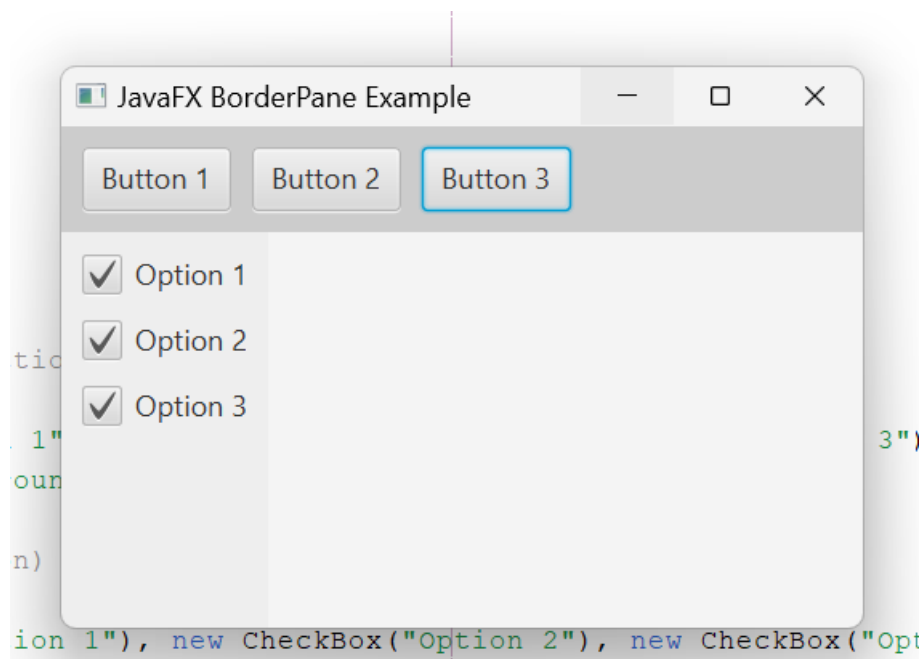 JavaFX BorderPane Example
Button 1 Button 2 Button 3
Option 1
Option 2
tio
Option 3
1" 3")
oun
n)
ion 1"), new CheckBox("Option 2"), new CheckBox("Opt